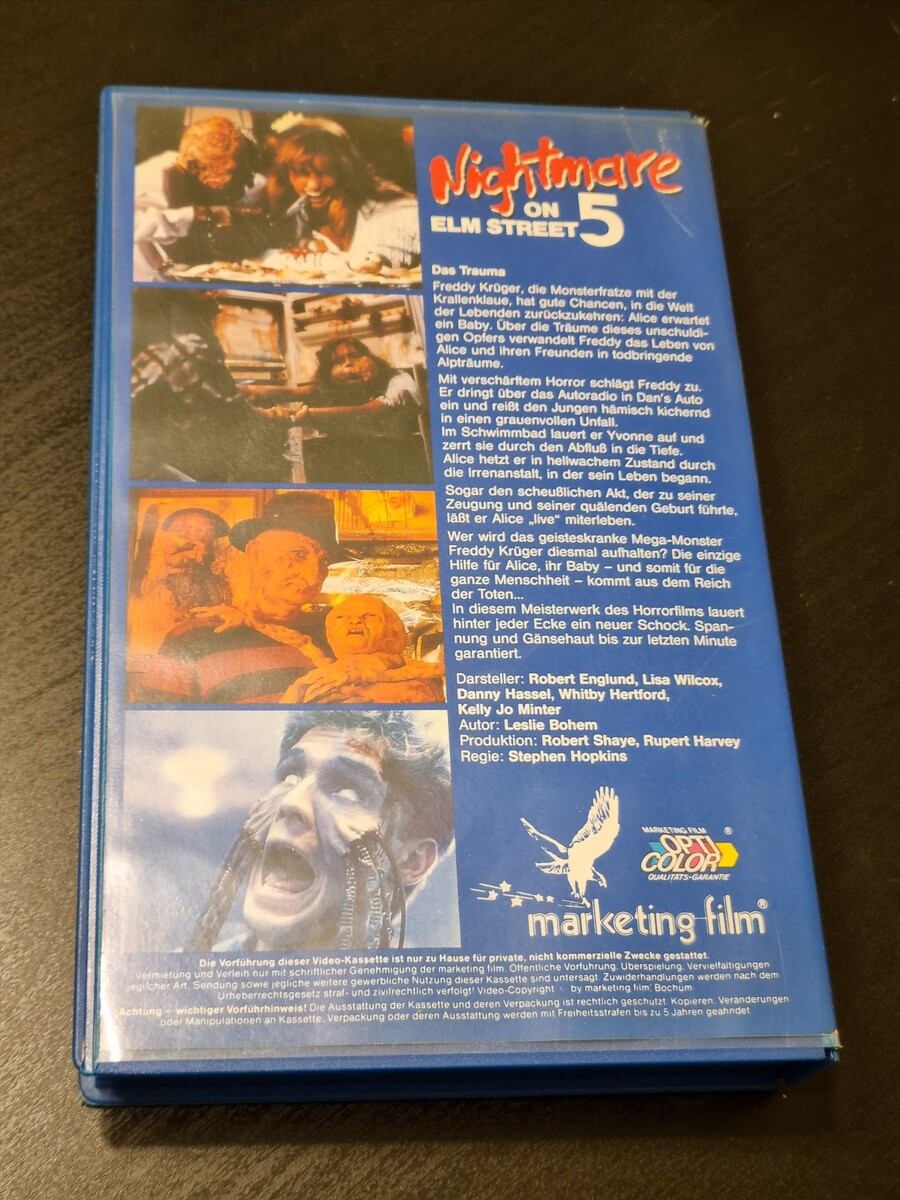 Nightmare
ON
ELM STREET 5
Das Trauma
Freddy Krüger, die Monsterfratze mit der
Krallenklaue, hat gute Chancen, in die Welt
der Lebenden zurückzukehren: Alice erwartet
ein Baby. Über die Träume dieses unschuldi-
gen Opfers verwandelt Freddy das Leben von
Alice und ihren Freunden in todbringende
Alpträume.
Mit verschärftem Horror schlägt Freddy zu.
Er dringt über das Autoradio in Dan's Auto
ein und reißt den Jungen hämisch kichernd
in einen grauenvollen Unfall.
Im Schwimmbad lauert er Yvonne auf und
zerrt sie durch den Abfluß in die Tiefe.
Alice hetzt er in hellwachem Zustand durch
die Irrenanstalt, in der sein Leben begann.
Sogar den scheußlichen Akt, der zu seiner
Zeugung und seiner quälenden Geburt führte,
läßt er Alice „live" miterleben.
Wer wird das geisteskranke Mega-Monster
Freddy Krüger diesmal aufhalten? Die einzige
Hilfe für Alice, ihr Baby – und somit für die
ganze Menschheit – kommt aus dem Reich
der Toten...
In diesem Meisterwerk des Horrorfilms lauert
hinter jeder Ecke ein neuer Schock. Span-
nung und Gänsehaut bis zur letzten Minute
garantiert.
Darsteller: Robert Englund, Lisa Wilcox,
Danny Hassel, Whitby Hertford,
Kelly Jo Minter
Autor: Leslie Bohem
Produktion: Robert Shaye, Rupert Harvey
Regie: Stephen Hopkins
MARKETING FILM ®
OPTI
COLOR
QUALITÄTS-GARANTIE
marketing film®
Die Vorführung dieser Video-Kassette ist nur zu Hause für private, nicht kommerzielle Zwecke gestattet.
Vermietung und Verleih nur mit schriftlicher Genehmigung der marketing film. Öffentliche Vorführung, Überspielung, Vervielfältigungen
jeglicher Art, Sendung sowie jegliche weitere gewerbliche Nutzung dieser Kassette sind untersagt. Zuwiderhandlungen werden nach dem
Urheberrechtsgesetz straf- und zivilrechtlich verfolgt! Video-Copyright by marketing film, Bochum
Achtung – wichtiger Vorführhinweis! Die Ausstattung der Kassette und deren Verpackung ist rechtlich geschützt. Kopieren, Veränderungen
oder Manipulationen an Kassette, Verpackung oder deren Ausstattung werden mit Freiheitsstrafen bis zu 5 Jahren geahndet.